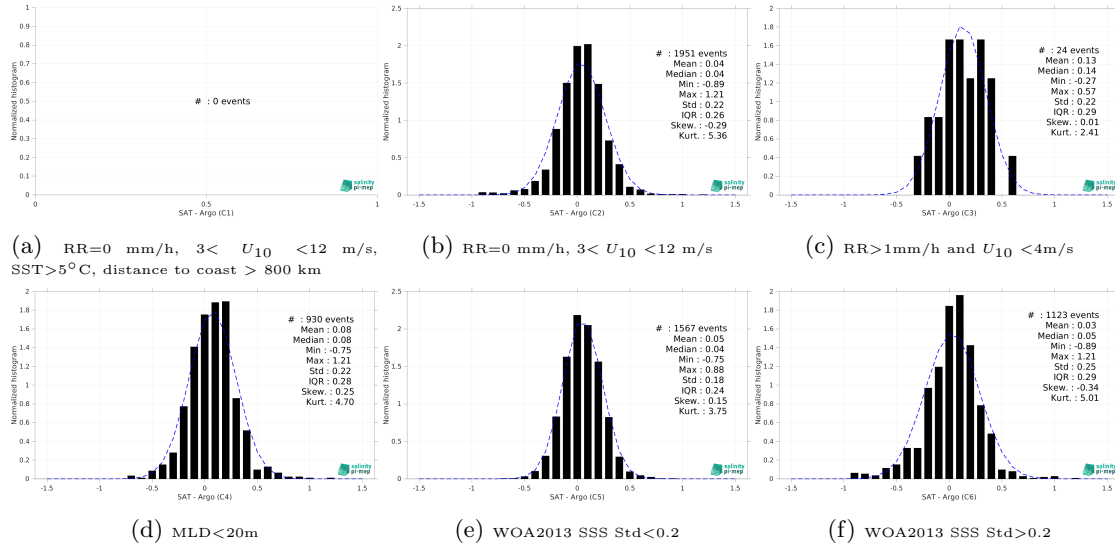 1
0.9
0.8
0.7
0.6
0.5
0.4
0.3
0.2
0.1
0
Normalized histogram
# : 0 events
salinity
pi-mep
0 0.5 1
SAT - Argo (C1)
2.5
2
1.5
1
0.5
0
Normalized histogram
# : 1951 events
Mean : 0.04
Median : 0.04
Min : -0.89
Max : 1.21
Std : 0.22
IQR : 0.26
Skew. : -0.29
Kurt. : 5.36
salinity
pi-mep
-1.5 -1 -0.5 0 0.5 1 1.5
SAT - Argo (C2)
2
1.8
1.6
1.4
1.2
1
0.8
0.6
0.4
0.2
0
Normalized histogram
# : 24 events
Mean : 0.13
Median : 0.14
Min : -0.27
Max : 0.57
Std : 0.22
IQR : 0.29
Skew. : 0.01
Kurt. : 2.41
salinity
pi-mep
-1.5 -1 -0.5 0 0.5 1 1.5
SAT - Argo (C3)
(a) RR=0 mm/h, 3< U10 <12 m/s,
SST>5°C, distance to coast > 800 km
(b) RR=0 mm/h, 3< U10 <12 m/s
(c) RR>1mm/h and U10 <4m/s
2
1.8
1.6
1.4
1.2
1
0.8
0.6
0.4
0.2
0
Normalized histogram
# : 930 events
Mean : 0.08
Median : 0.08
Min : -0.75
Max : 1.21
Std : 0.22
IQR : 0.28
Skew. : 0.25
Kurt. : 4.70
salinity
pi-mep
-1.5 -1 -0.5 0 0.5 1 1.5
SAT - Argo (C4)
2.5
2
1.5
1
0.5
0
Normalized histogram
# : 1567 events
Mean : 0.05
Median : 0.04
Min : -0.75
Max : 0.88
Std : 0.18
IQR : 0.24
Skew. : 0.15
Kurt. : 3.75
salinity
pi-mep
-1.5 -1 -0.5 0 0.5 1 1.5
SAT - Argo (C5)
2
1.8
1.6
1.4
1.2
1
0.8
0.6
0.4
0.2
0
Normalized histogram
# : 1123 events
Mean : 0.03
Median : 0.05
Min : -0.89
Max : 1.21
Std : 0.25
IQR : 0.29
Skew. : -0.34
Kurt. : 5.01
salinity
pi-mep
-1.5 -1 -0.5 0 0.5 1 1.5
SAT - Argo (C6)
(d) MLD<20m
(e) WOA2013 SSS Std<0.2
(f) WOA2013 SSS Std>0.2